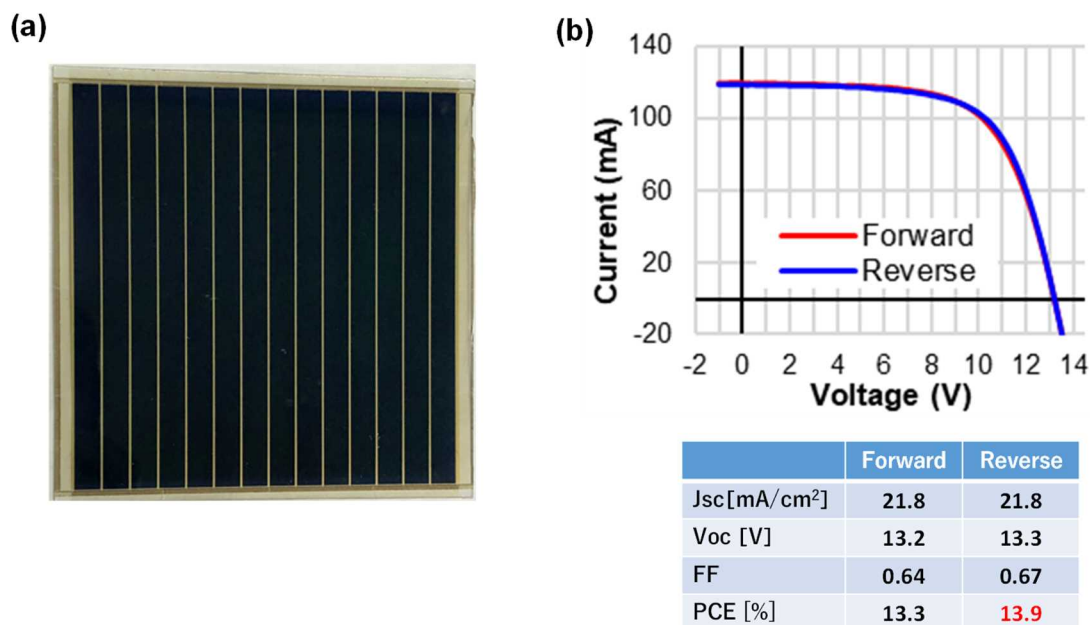 (a)
(b)
140
100
60
20
-20
Current (mA)
Forward
Reverse
-2 0 2 4 6 8 10 12 14
Voltage (V)
Forward Reverse
Jsc[mA/cm²] 21.8 21.8
Voc [V] 13.2 13.3
FF 0.64 0.67
PCE [%] 13.3 13.9